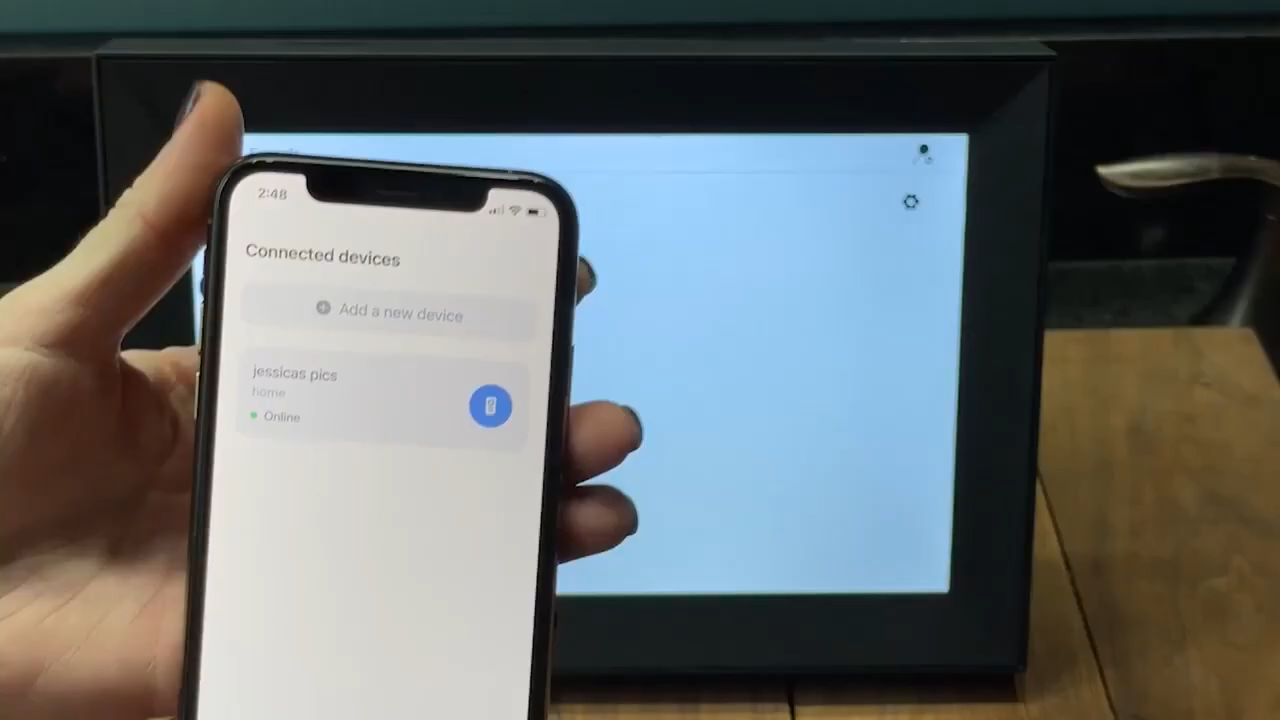 2:48
Connected devices
Add a new device
jessicas pics
home
Online